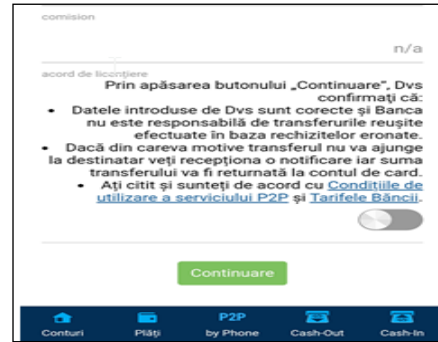 comision
n/a
acord de licențiere
Prin apăsarea butonului „Continuare", Dvs
confirmați că:
• Datele introduse de Dvs sunt corecte și Banca
nu este responsabilă de transferurile reușite
efectuate în baza rechizitelor eronate.
• Dacă din careva motive transferul nu va ajunge
la destinatar veți recepționa o notificare iar suma
transferului va fi returnată la contul de card.
• Ați citit și sunteți de acord cu Condițiile de
utilizare a serviciului P2P și Tarifele Băncii.
Continuare
Conturi Plăți P2P by Phone Cash-Out Cash-In